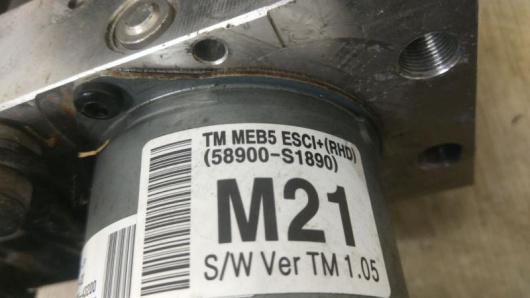 TM MEB5 ESCI+(RHD)
(58900-S1890)
M21
S/W Ver TM 1.05